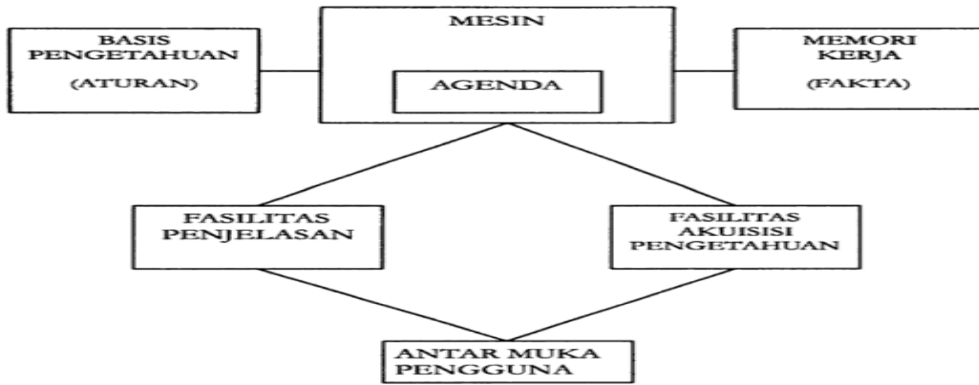 BASIS
PENGETAHUAN
(ATURAN)
MESIN
AGENDA
MEMORI
KERJA
(FAKTA)
FASILITAS
PENJELASAN
FASILITAS
AKUISISI
PENGETAHUAN
ANTAR MUKA
PENGGUNA